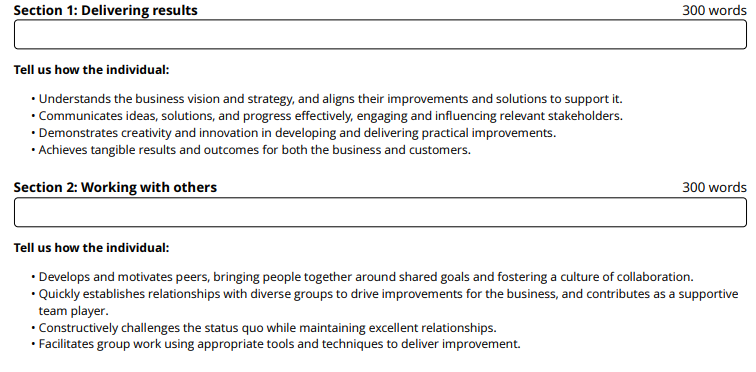 Section 1: Delivering results 300 words
Tell us how the individual:
• Understands the business vision and strategy, and aligns their improvements and solutions to support it.
• Communicates ideas, solutions, and progress effectively, engaging and influencing relevant stakeholders.
• Demonstrates creativity and innovation in developing and delivering practical improvements.
• Achieves tangible results and outcomes for both the business and customers.
Section 2: Working with others 300 words
Tell us how the individual:
• Develops and motivates peers, bringing people together around shared goals and fostering a culture of collaboration.
• Quickly establishes relationships with diverse groups to drive improvements for the business, and contributes as a supportive
team player.
• Constructively challenges the status quo while maintaining excellent relationships.
• Facilitates group work using appropriate tools and techniques to deliver improvement.